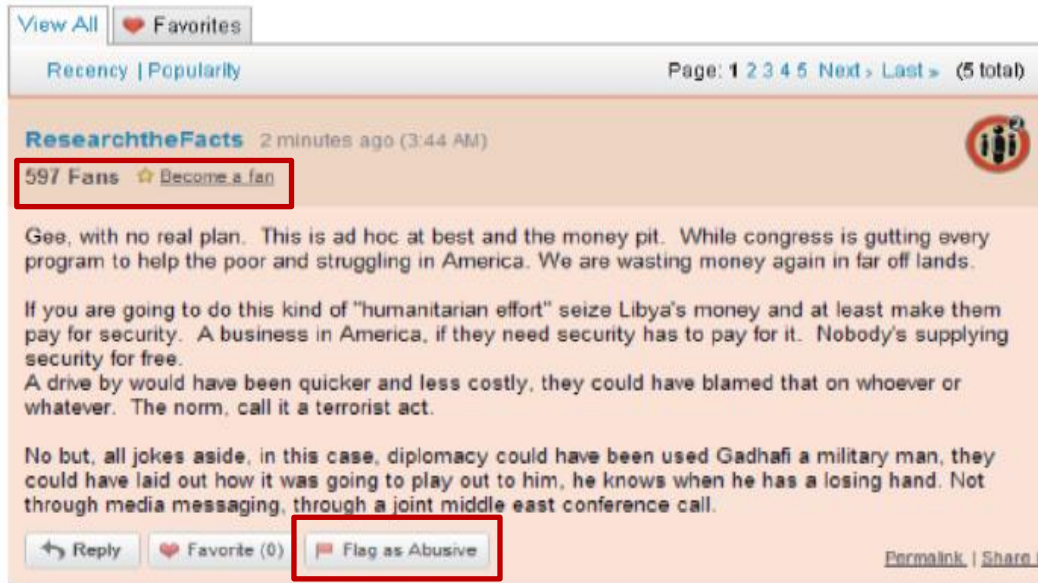 View All Favorites
Recency | Popularity Page: 1 2 3 4 5 Next › Last » (5 total)
ResearchtheFacts 2 minutes ago (3:44 AM)
2
597 Fans Become a fan
Gee, with no real plan. This is ad hoc at best and the money pit. While congress is gutting every
program to help the poor and struggling in America. We are wasting money again in far off lands.
If you are going to do this kind of "humanitarian effort" seize Libya's money and at least make them
pay for security. A business in America, if they need security has to pay for it. Nobody's supplying
security for free.
A drive by would have been quicker and less costly, they could have blamed that on whoever or
whatever. The norm, call it a terrorist act.
No but, all jokes aside, in this case, diplomacy could have been used Gadhafi a military man, they
could have laid out how it was going to play out to him, he knows when he has a losing hand. Not
through media messaging, through a joint middle east conference call.
Reply Favorite (0) Flag as Abusive Permalink | Share